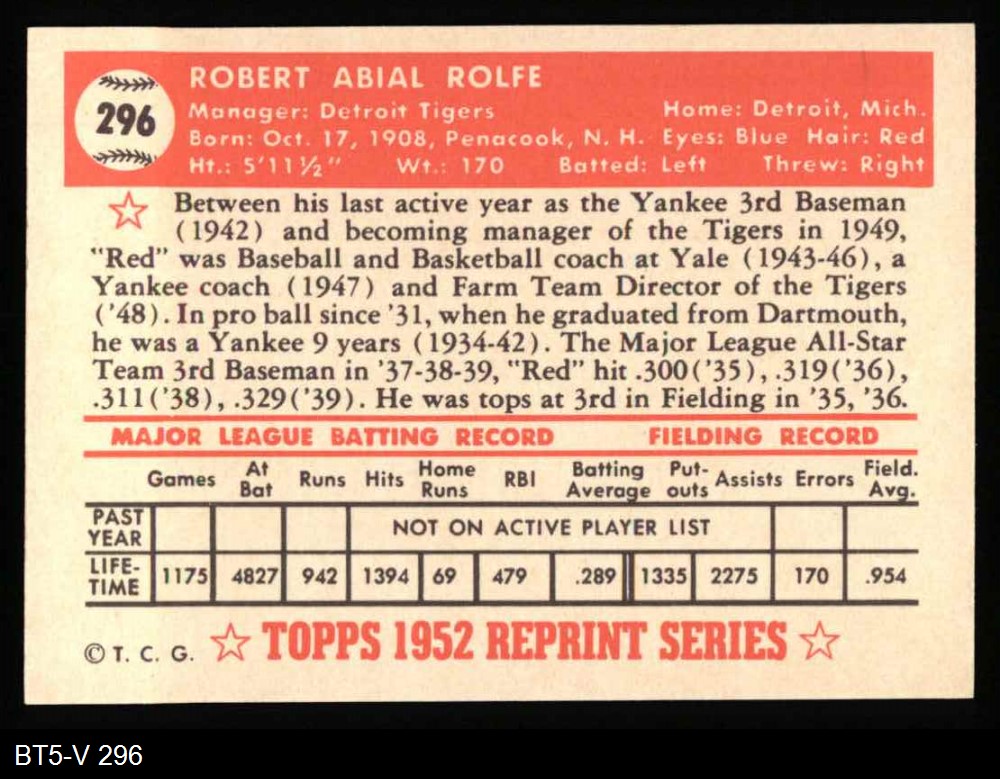 296
ROBERT ABIAL ROLFE
Manager: Detroit Tigers Home: Detroit, Mich.
Born: Oct. 17, 1908, Penacook, N. H. Eyes: Blue Hair: Red
Ht.: 5'11½" Wt.: 170 Batted: Left Threw: Right
Between his last active year as the Yankee 3rd Baseman
(1942) and becoming manager of the Tigers in 1949,
"Red" was Baseball and Basketball coach at Yale (1943-46), a
Yankee coach (1947) and Farm Team Director of the Tigers
('48). In pro ball since '31, when he graduated from Dartmouth,
he was a Yankee 9 years (1934-42). The Major League All-Star
Team 3rd Baseman in '37-38-39, "Red" hit .300('35), .319('36),
.311('38), .329('39). He was tops at 3rd in Fielding in '35, '36.
MAJOR LEAGUE BATTING RECORD FIELDING RECORD
Games At Bat Runs Hits Home Runs RBI Batting Average Put-outs Assists Errors Field. Avg.
PAST YEAR NOT ON ACTIVE PLAYER LIST
LIFE-TIME 1175 4827 942 1394 69 479 .289 1335 2275 170 .954
© T. C. G. ☆ TOPPS 1952 REPRINT SERIES ☆
BT5-V 296